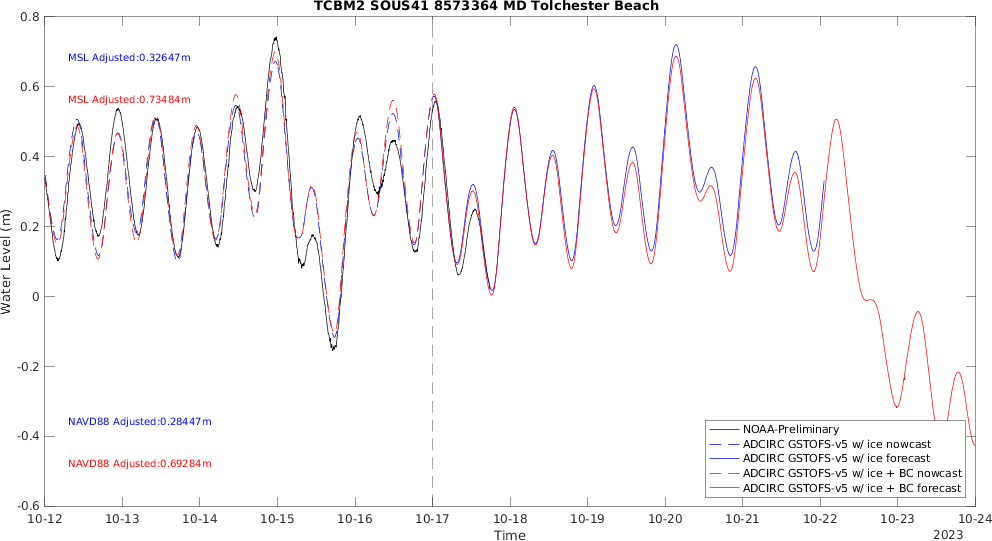 TCBM2 SOUS41 8573364 MD Tolchester Beach
0.8
0.6
0.4
0.2
0
-0.2
-0.4
-0.6
Water Level (m)
MSL Adjusted:0.32647m
MSL Adjusted:0.73484m
NAVD88 Adjusted:0.28447m
NAVD88 Adjusted:0.69284m
NOAA-Preliminary
ADCIRC GSTOFS-v5 w/ ice nowcast
ADCIRC GSTOFS-v5 w/ ice forecast
ADCIRC GSTOFS-v5 w/ ice + BC nowcast
ADCIRC GSTOFS-v5 w/ ice + BC forecast
10-12 10-13 10-14 10-15 10-16 10-17 10-18 10-19 10-20 10-21 10-22 10-23 10-24
Time
2023